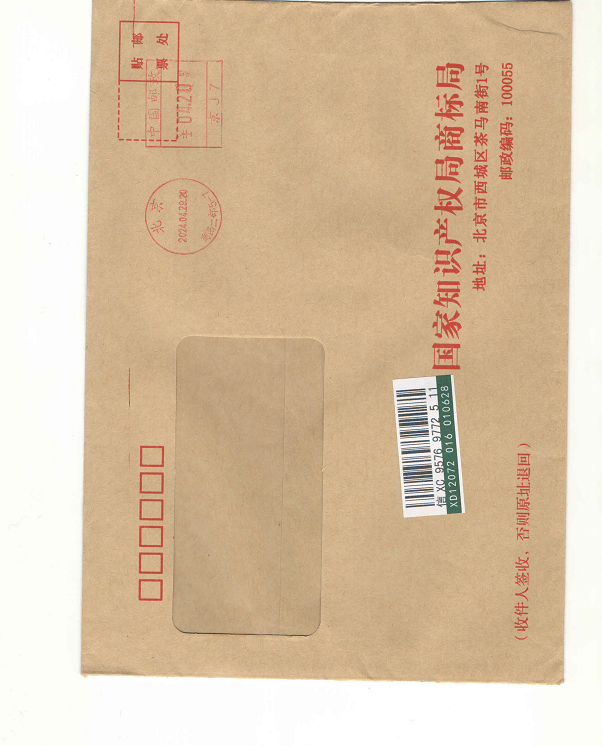 贴邮
票处
中国邮政
京J7
北京
2024.04.29.20
信 XC 9576 9772 5 11
XD12072 016 010628
国家知识产权局商标局
地址：北京市西城区茶马南街1号
邮政编码：100055
（收件人签收，否则原址退回）